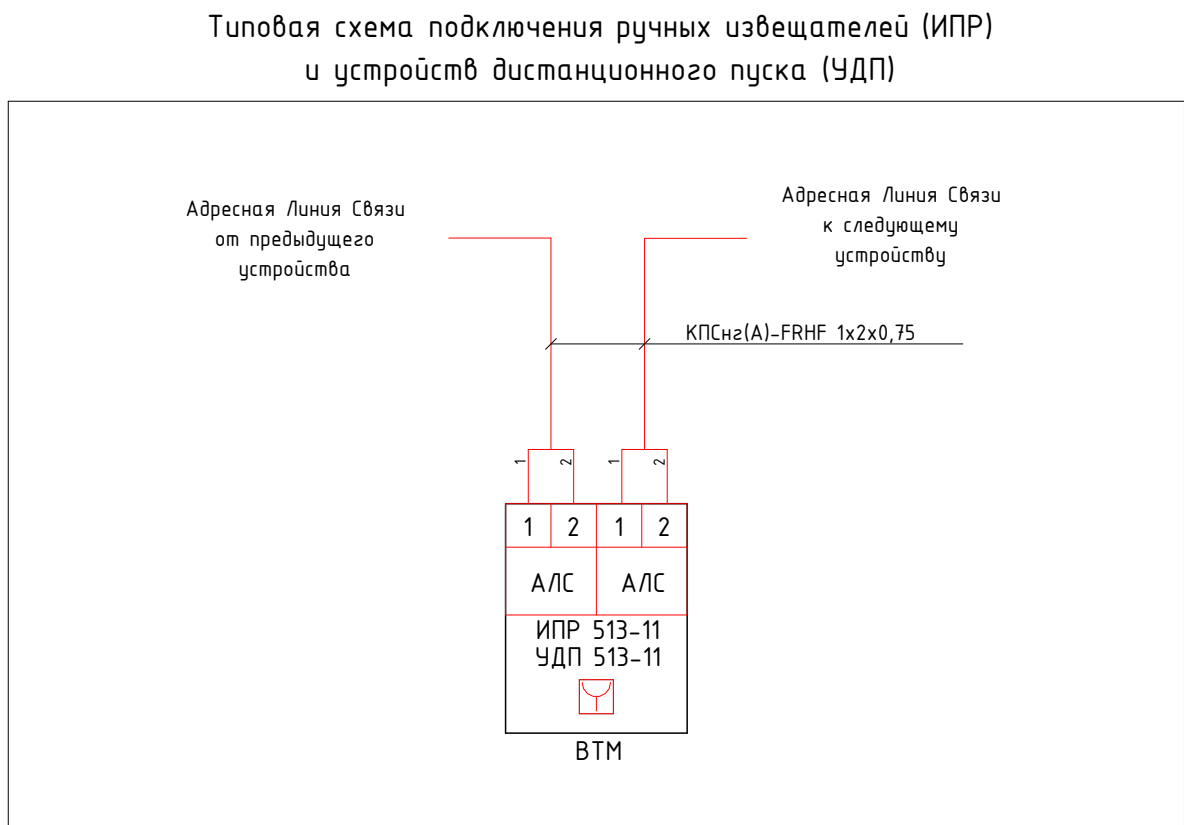 Типовая схема подключения ручных извещателей (ИПР)
и устройств дистанционного пуска (УДП)
Адресная Линия Связи
от предыдущего
устройства
Адресная Линия Связи
к следующему
устройству
КПСнг(А)-FRHF 1x2x0,75
1 2 1 2
1 2 1 2
АЛС АЛС
ИПР 513-11
УДП 513-11
ВТМ